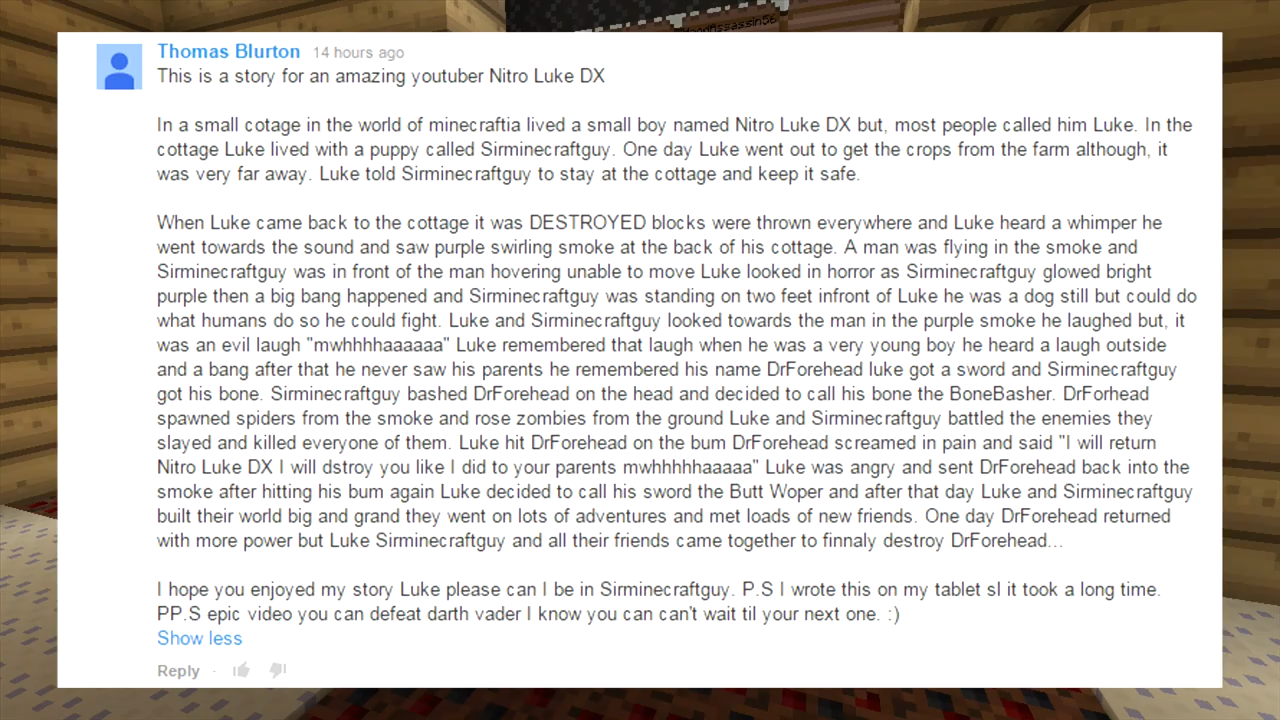 andAssassin56
Thomas Blurton 14 hours ago
This is a story for an amazing youtuber Nitro Luke DX
In a small cotage in the world of minecraftia lived a small boy named Nitro Luke DX but, most people called him Luke. In the
cottage Luke lived with a puppy called Sirminecraftguy. One day Luke went out to get the crops from the farm although, it
was very far away. Luke told Sirminecraftguy to stay at the cottage and keep it safe.
When Luke came back to the cottage it was DESTROYED blocks were thrown everywhere and Luke heard a whimper he
went towards the sound and saw purple swirling smoke at the back of his cottage. A man was flying in the smoke and
Sirminecraftguy was in front of the man hovering unable to move Luke looked in horror as Sirminecraftguy glowed bright
purple then a big bang happened and Sirminecraftguy was standing on two feet infront of Luke he was a dog still but could do
what humans do so he could fight. Luke and Sirminecraftguy looked towards the man in the purple smoke he laughed but, it
was an evil laugh "mwhhhhaaaaaa" Luke remembered that laugh when he was a very young boy he heard a laugh outside
and a bang after that he never saw his parents he remembered his name DrForehead luke got a sword and Sirminecraftguy
got his bone. Sirminecraftguy bashed DrForehead on the head and decided to call his bone the BoneBasher. DrForhead
spawned spiders from the smoke and rose zombies from the ground Luke and Sirminecraftguy battled the enemies they
slayed and killed everyone of them. Luke hit DrForehead on the bum DrForehead screamed in pain and said "I will return
Nitro Luke DX I will dstroy you like I did to your parents mwhhhhhaaaaa" Luke was angry and sent DrForehead back into the
smoke after hitting his bum again Luke decided to call his sword the Butt Woper and after that day Luke and Sirminecraftguy
built their world big and grand they went on lots of adventures and met loads of new friends. One day DrForehead returned
with more power but Luke Sirminecraftguy and all their friends came together to finnaly destroy DrForehead...
I hope you enjoyed my story Luke please can I be in Sirminecraftguy. P.S I wrote this on my tablet sl it took a long time.
PP.S epic video you can defeat darth vader I know you can can't wait til your next one. :)
Show less
Reply